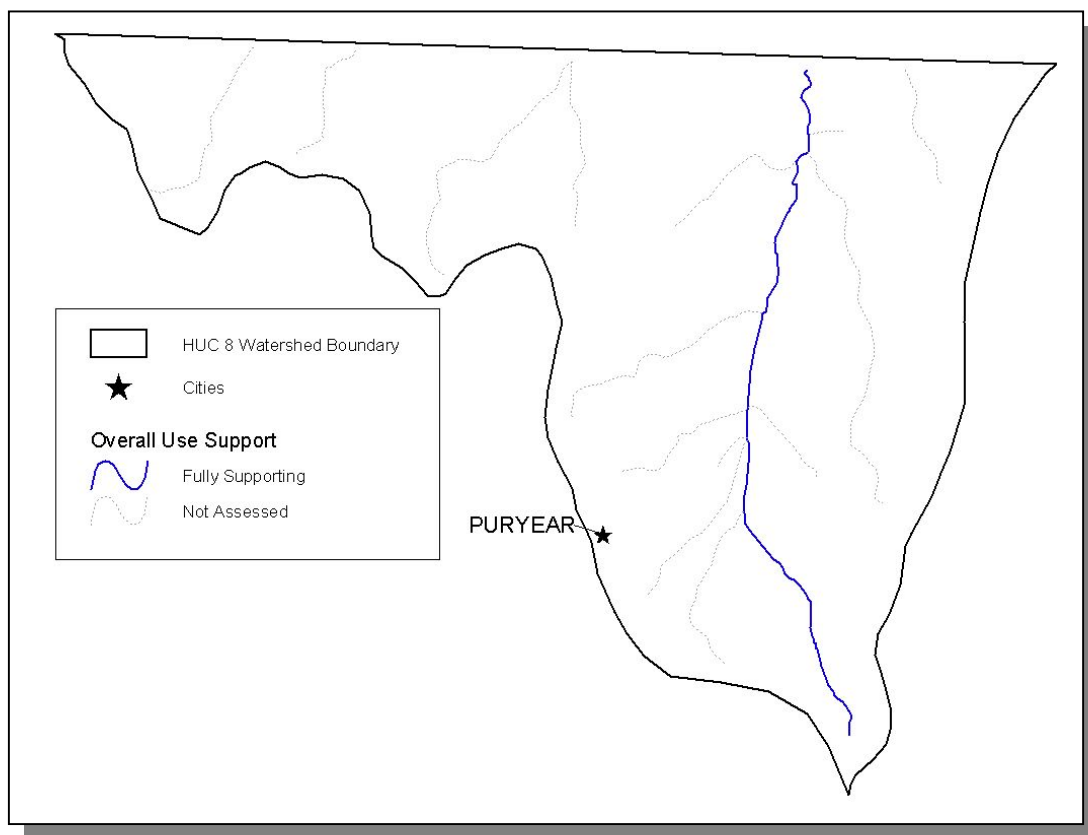 HUC 8 Watershed Boundary
Cities
Overall Use Support
Fully Supporting
Not Assessed
PURYEAR